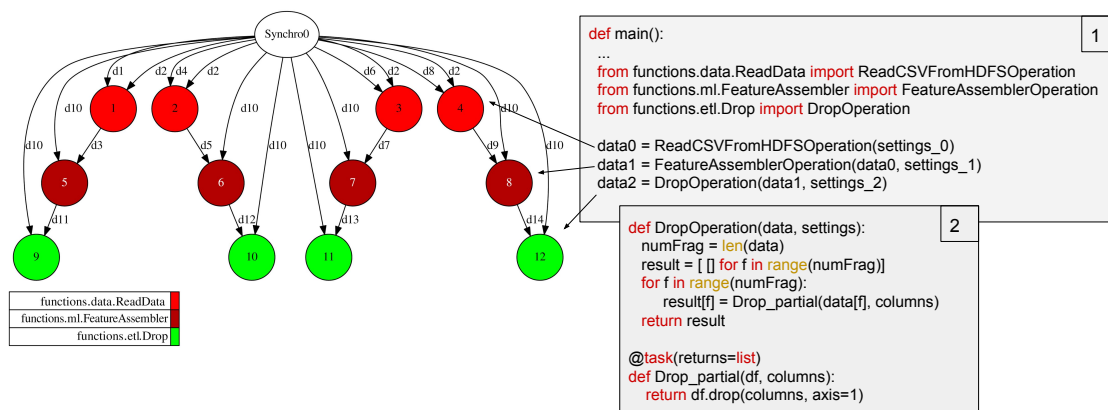 Synchro0
d1 d2 d4 d2 d6 d2 d8 d2
1 2 3 4
d10 d10 d10 d10
d10 d3 d5 d10 d10 d7 d9 d10
5 6 7 8
d11 d12 d13 d14
9 10 11 12
functions.data.ReadData
functions.ml.FeatureAssembler
functions.etl.Drop
1
def main():
...
from functions.data.ReadData import ReadCSVFromHDFSOperation
from functions.ml.FeatureAssembler import FeatureAssemblerOperation
from functions.etl.Drop import DropOperation
data0 = ReadCSVFromHDFSOperation(settings_0)
data1 = FeatureAssemblerOperation(data0, settings_1)
data2 = DropOperation(data1, settings_2)
2
def DropOperation(data, settings):
numFrag = len(data)
result = [ [] for f in range(numFrag)]
for f in range(numFrag):
result[f] = Drop_partial(data[f], columns)
return result
@task(returns=list)
def Drop_partial(df, columns):
return df.drop(columns, axis=1)